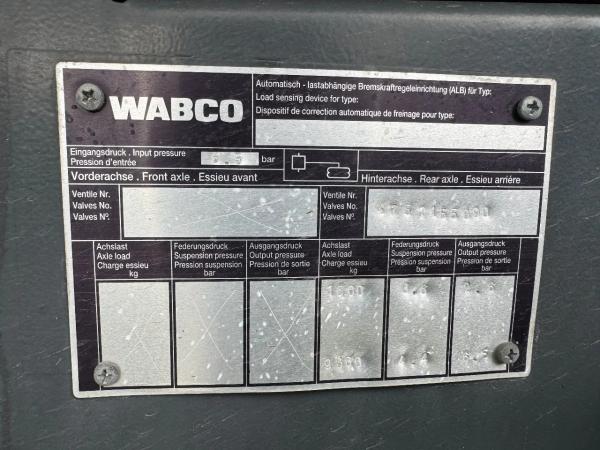 WABCO
Automatisch - lastabhängige Bremskraftregeleinrichtung (ALB) für Typ:
Load sensing device for type:
Dispositif de correction automatique de freinage pour type:
Eingangsdruck . Input pressure
Pression d'entrée
bar
Vorderachse . Front axle . Essieu avant
Hinterachse . Rear axle . Essieu arriére
Ventile Nr.
Valves No.
Valves Nº.
Ventile Nr.
Valves No.
Valves Nº.
Achslast
Axle load
Charge essieu
kg
Federungsdruck
Suspension pressure
Pression suspension
bar
Ausgangsdruck
Output pressure
Pression de sortie
bar
Achslast
Axle load
Charge essieu
kg
Federungsdruck
Suspension pressure
Pression suspension
bar
Ausgangsdruck
Output pressure
Pression de sortie
bar